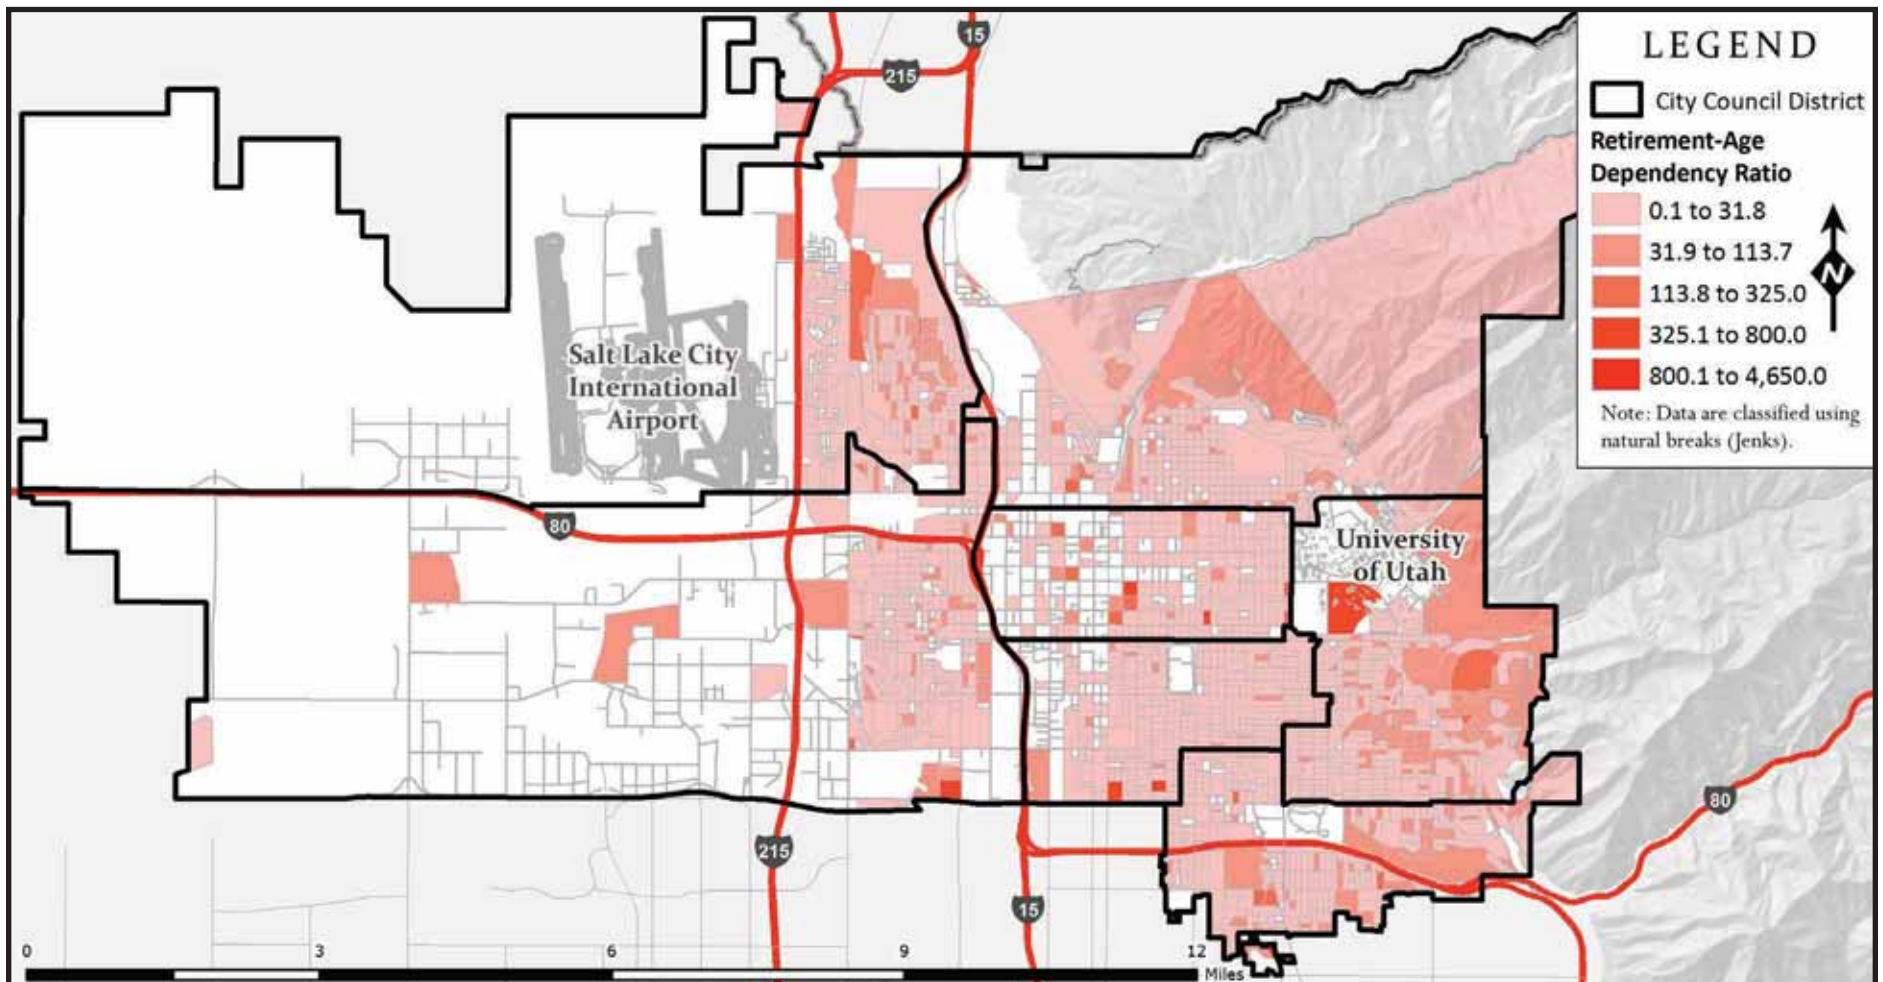 15
215
LEGEND
City Council District
Retirement-Age
Dependency Ratio
0.1 to 31.8
31.9 to 113.7
113.8 to 325.0
325.1 to 800.0
800.1 to 4,650.0
N
Note: Data are classified using
natural breaks (Jenks).
Salt Lake City
International
Airport
80
University
of Utah
80
215
15
0 3 6 9 12
Miles